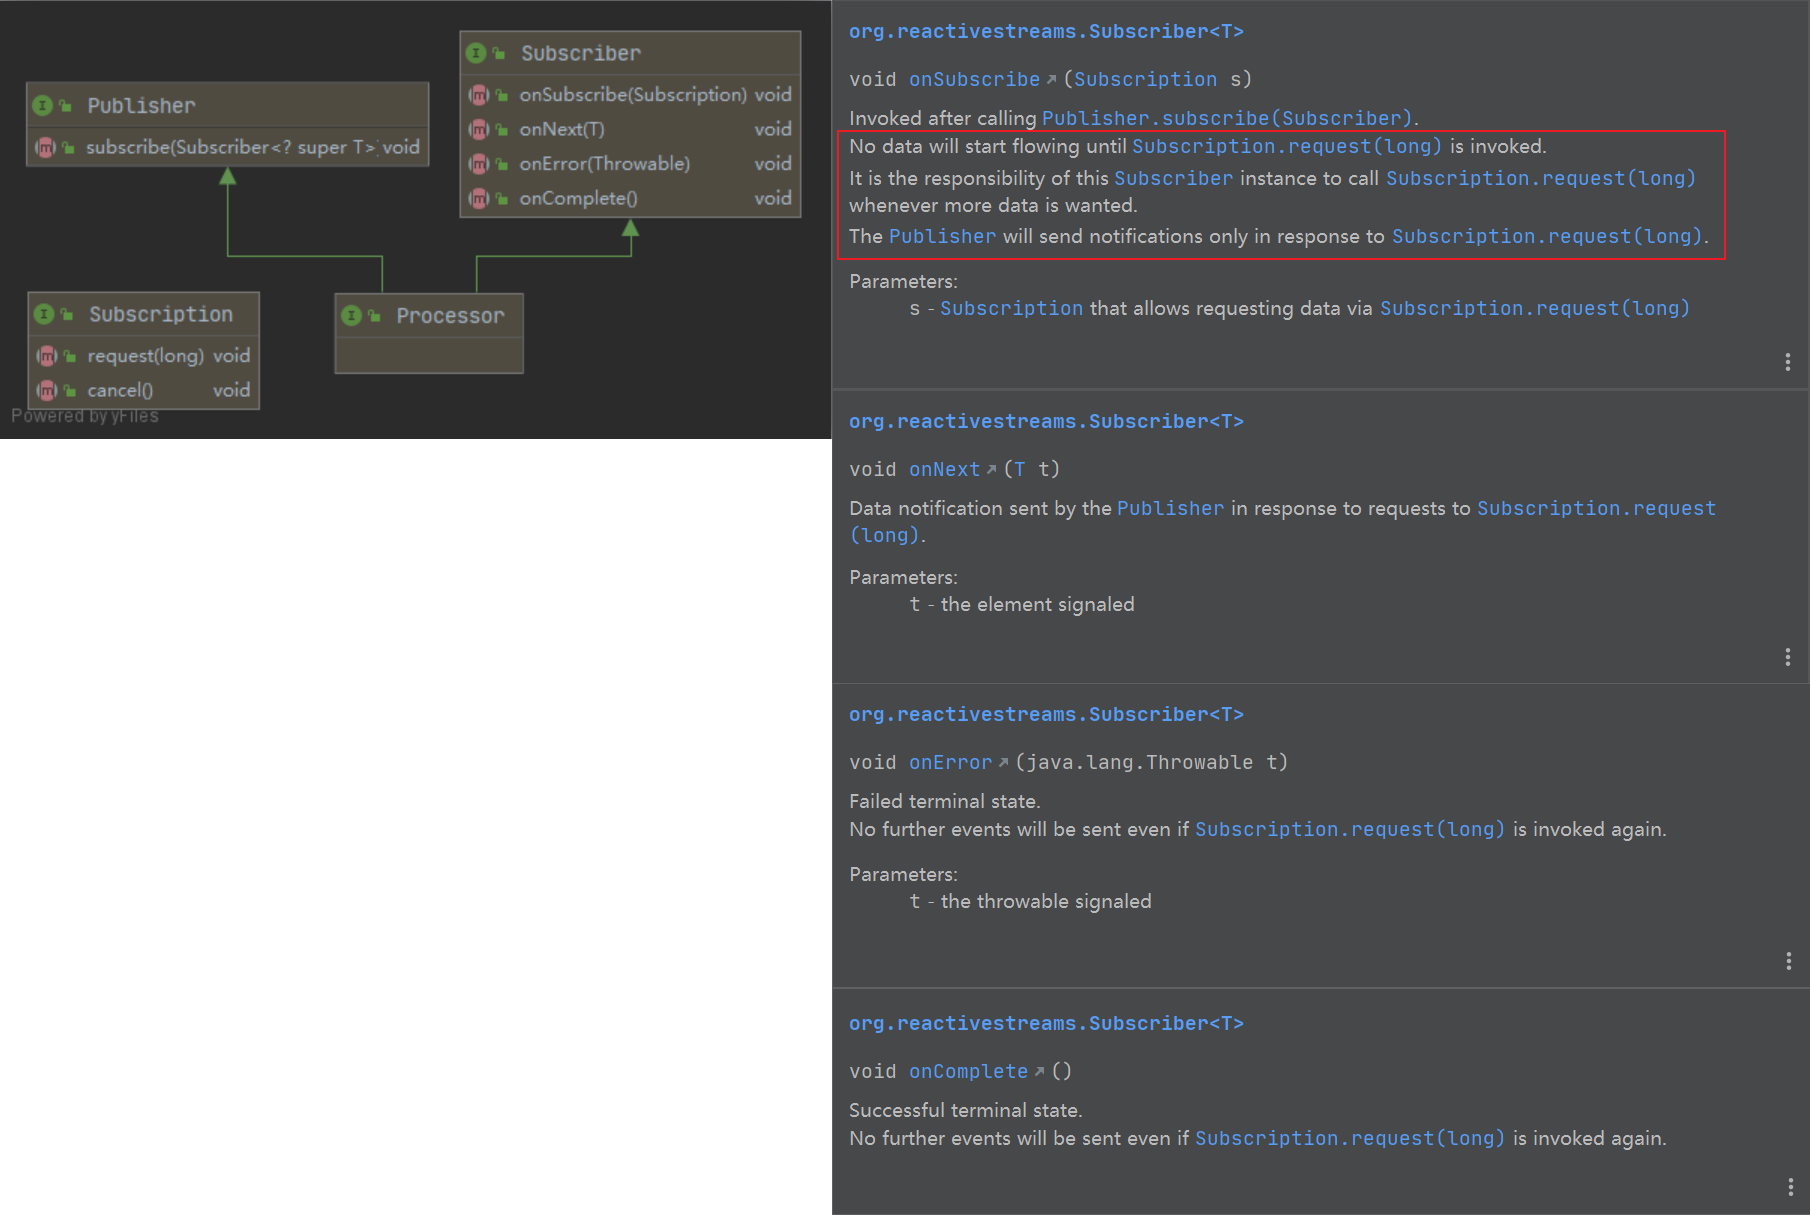 Publisher
subscribe(Subscriber<? super T>) void
Subscriber
onSubscribe(Subscription) void
onNext(T) void
onError(Throwable) void
onComplete() void
Subscription
request(long) void
cancel() void
Processor
Powered by yFiles
org.reactivestreams.Subscriber<T>
void onSubscribe (Subscription s)
Invoked after calling Publisher.subscribe(Subscriber).
No data will start flowing until Subscription.request(long) is invoked.
It is the responsibility of this Subscriber instance to call Subscription.request(long)
whenever more data is wanted.
The Publisher will send notifications only in response to Subscription.request(long).
Parameters:
s - Subscription that allows requesting data via Subscription.request(long)
org.reactivestreams.Subscriber<T>
void onNext (T t)
Data notification sent by the Publisher in response to requests to Subscription.request
(long).
Parameters:
t - the element signaled
org.reactivestreams.Subscriber<T>
void onError (java.lang.Throwable t)
Failed terminal state.
No further events will be sent even if Subscription.request(long) is invoked again.
Parameters:
t - the throwable signaled
org.reactivestreams.Subscriber<T>
void onComplete ()
Successful terminal state.
No further events will be sent even if Subscription.request(long) is invoked again.